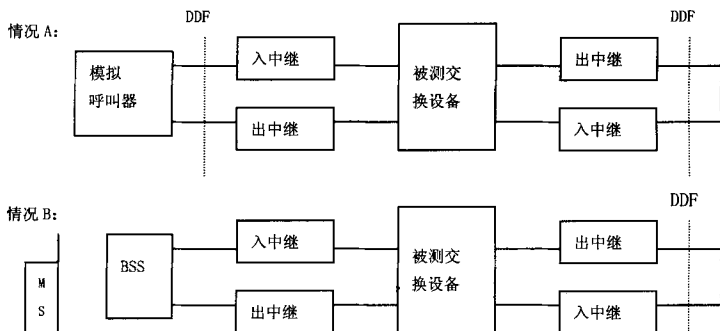 情况 A：
DDF
DDF
模拟
呼叫器
入中继
出中继
被测交
换设备
出中继
入中继
情况 B：
DDF
MS
BSS
入中继
出中继
被测交
换设备
出中继
入中继